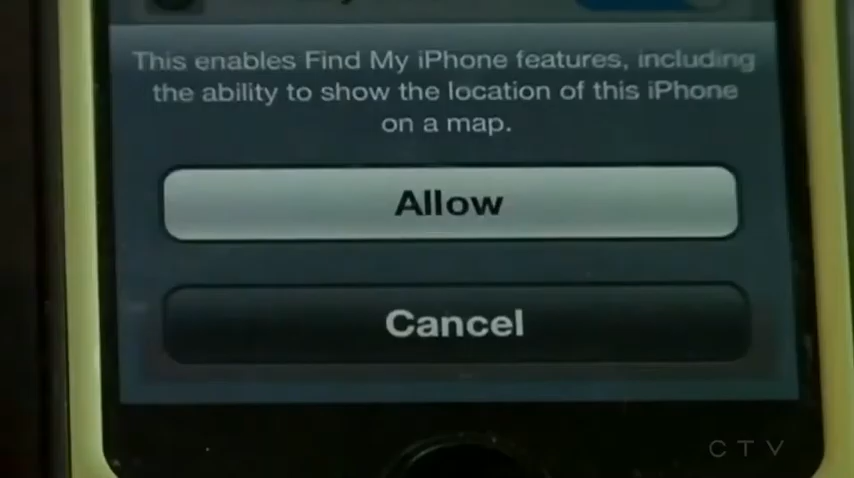 This enables Find My iPhone features, including
the ability to show the location of this iPhone
on a map.
Allow
Cancel
CTV